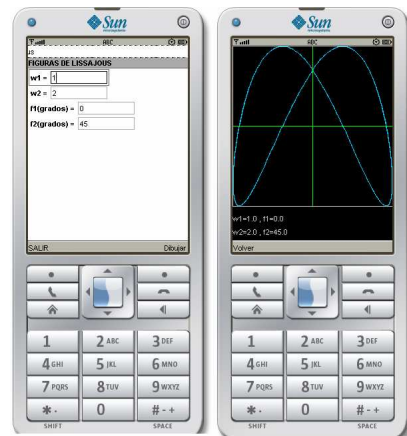 Sun
microsystems
ABC
us
FIGURAS DE LISSAJOUS
w1 = 1
w2 = 2
f1(grados) = 0
f2(grados) = 45
SALIR Dibujar
1 2 ABC 3 DEF
4 GHI 5 JKL 6 MNO
7 PQRS 8 TUV 9 WXYZ
* . 0 # - +
SHIFT SPACE
Sun
microsystems
ABC
w1=1.0 , f1=0.0
w2=2.0 , f2=45.0
Volver
1 2 ABC 3 DEF
4 GHI 5 JKL 6 MNO
7 PQRS 8 TUV 9 WXYZ
* . 0 # - +
SHIFT SPACE